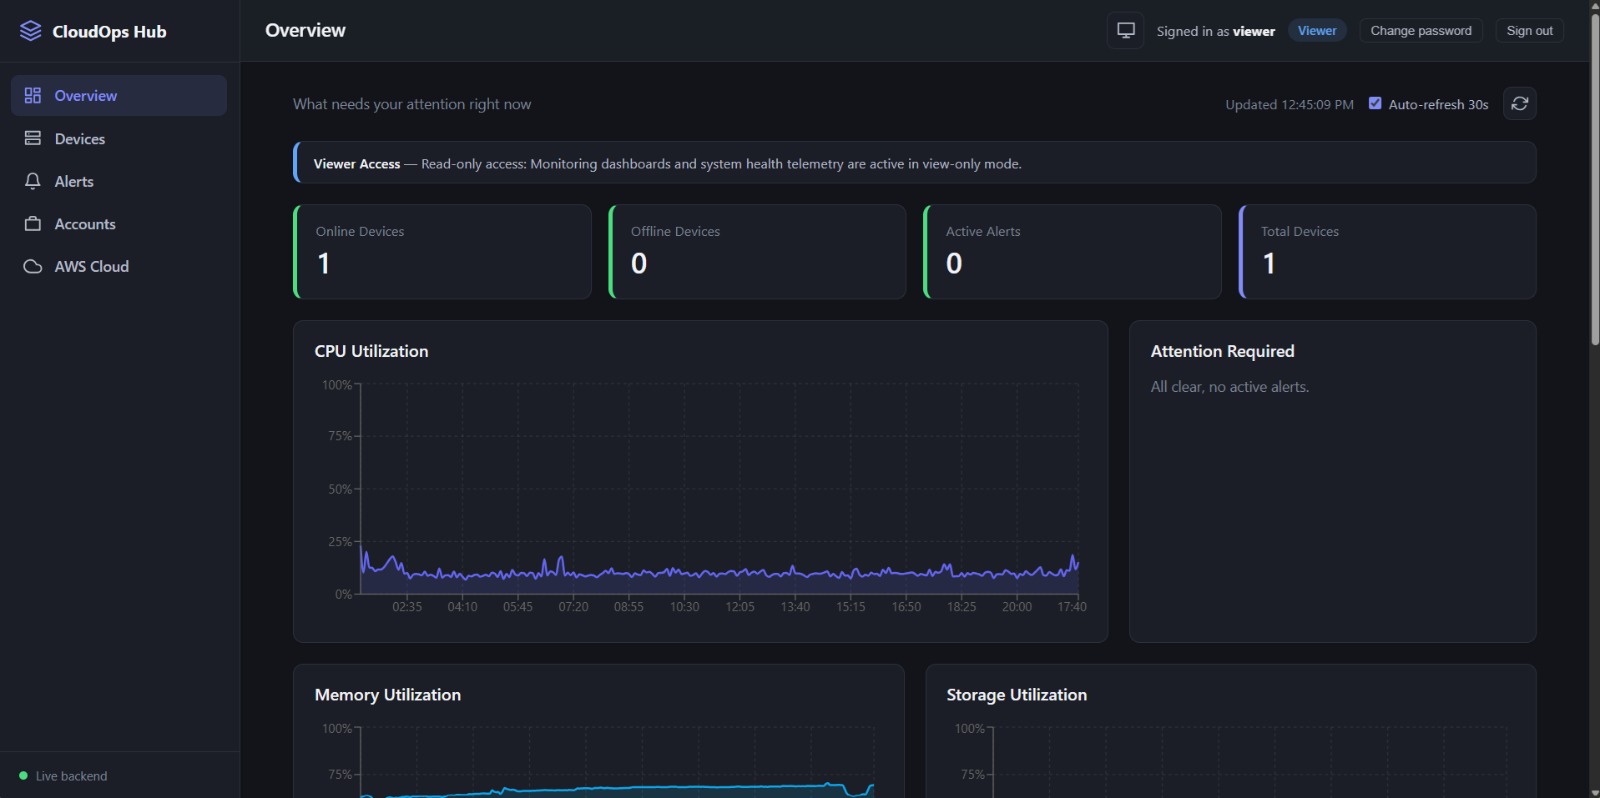 CloudOps Hub
Overview
Devices
Alerts
Accounts
AWS Cloud
Live backend
Overview
Signed in as viewer
Viewer
Change password
Sign out
What needs your attention right now
Updated 12:45:09 PM
Auto-refresh 30s
Viewer Access — Read-only access: Monitoring dashboards and system health telemetry are active in view-only mode.
Online Devices
1
Offline Devices
0
Active Alerts
0
Total Devices
1
CPU Utilization
100%
75%
50%
25%
0%
02:35 04:10 05:45 07:20 08:55 10:30 12:05 13:40 15:15 16:50 18:25 20:00 17:40
Attention Required
All clear, no active alerts.
Memory Utilization
100%
75%
Storage Utilization
100%
75%